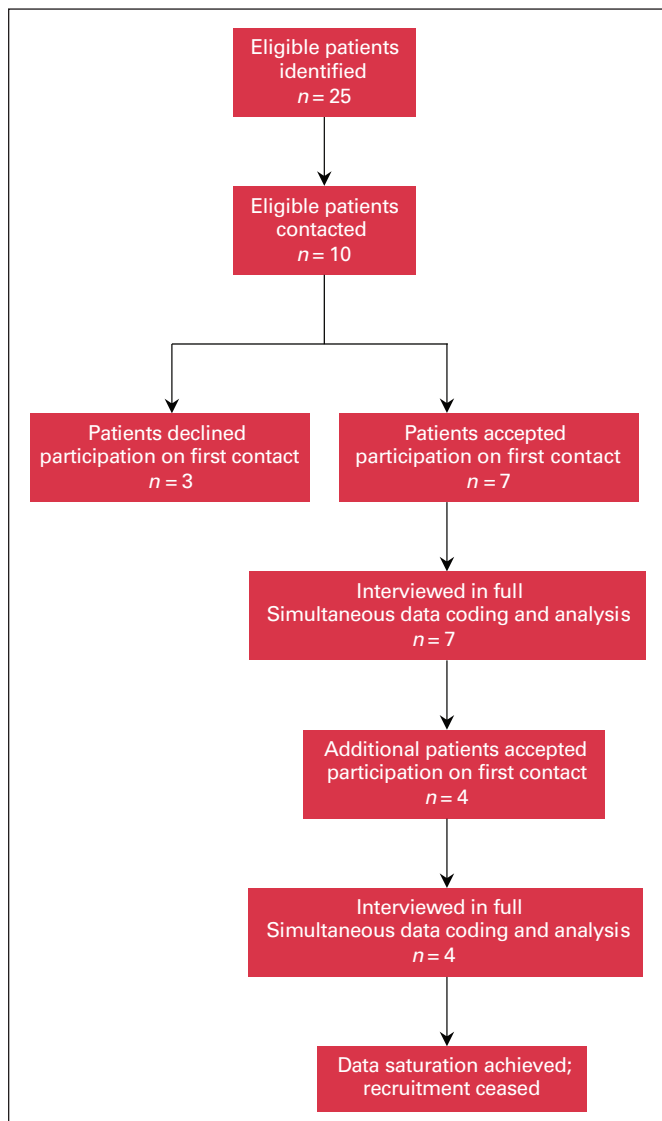 Eligible patients
identified
n = 25
Eligible patients
contacted
n = 10
Patients declined
participation on first contact
n = 3
Patients accepted
participation on first contact
n = 7
Interviewed in full
Simultaneous data coding and analysis
n = 7
Additional patients accepted
participation on first contact
n = 4
Interviewed in full
Simultaneous data coding and analysis
n = 4
Data saturation achieved;
recruitment ceased